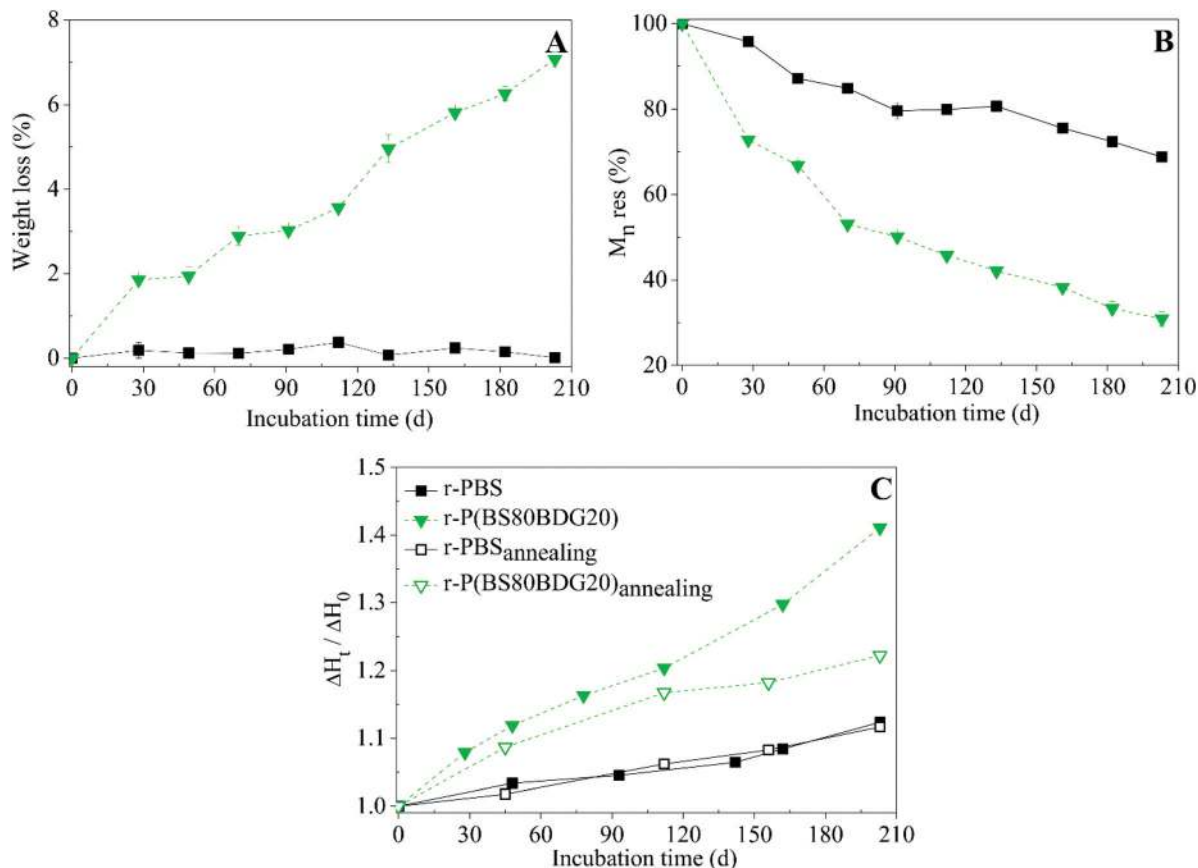 A
Weight loss (%)
8
6
4
2
0
0 30 60 90 120 150 180 210
Incubation time (d)
B
Mn res (%)
100
80
60
40
20
0 30 60 90 120 150 180 210
Incubation time (d)
C
ΔHt / ΔH0
1.5
1.4
1.3
1.2
1.1
1.0
r-PBS
r-P(BS80BDG20)
r-PBSannealing
r-P(BS80BDG20)annealing
0 30 60 90 120 150 180 210
Incubation time (d)